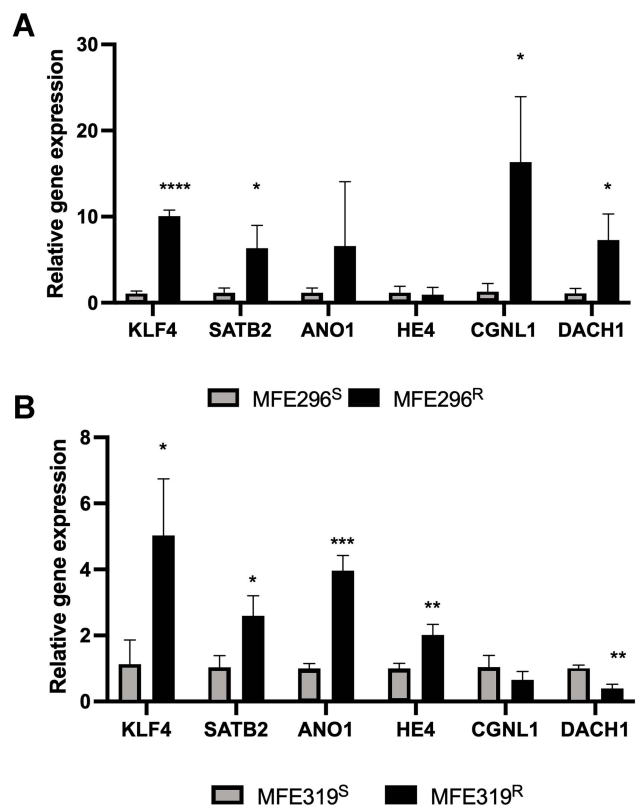 A
Relative gene expression
30
20
10
0
**** * * *
KLF4 SATB2 ANO1 HE4 CGNL1 DACH1
MFE296S MFE296R
B
Relative gene expression
8
6
4
2
0
* * *** ** **
KLF4 SATB2 ANO1 HE4 CGNL1 DACH1
MFE319S MFE319R